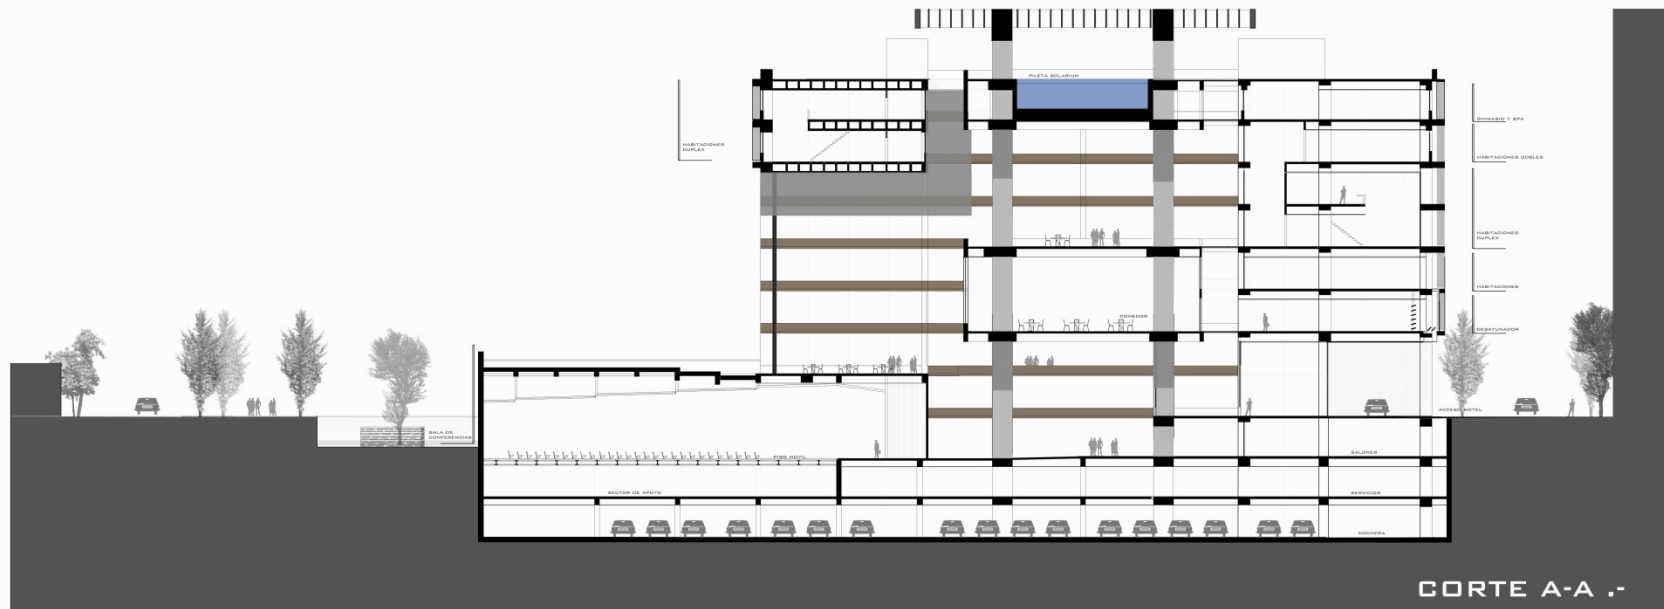 PILETA SOLARIUM
GIMNASIO Y SPA
HABITACIONES
DUPLEX
HABITACIONES DOBLES
HABITACIONES
DUPLEX
HABITACIONES
COMEDOR
DESAYUNADOR
ACCESO HOTEL
SALA DE
CONFERENCIAS
PISO MOVIL
SALONES
SECTOR DE APOYO
SERVICIOS
COCHERA
CORTE A-A .-